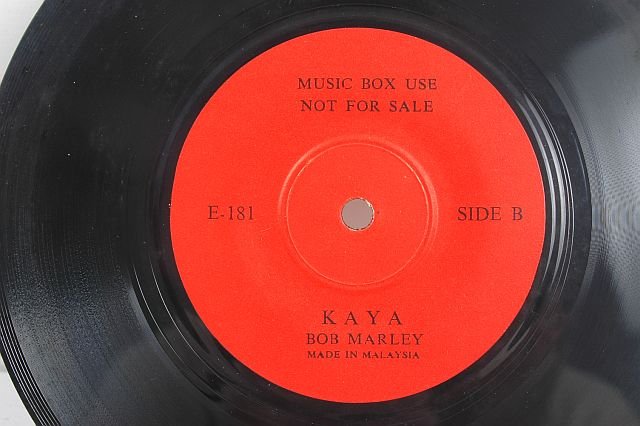 MUSIC BOX USE
NOT FOR SALE
E-181
SIDE B
KAYA
BOB MARLEY
MADE IN MALAYSIA